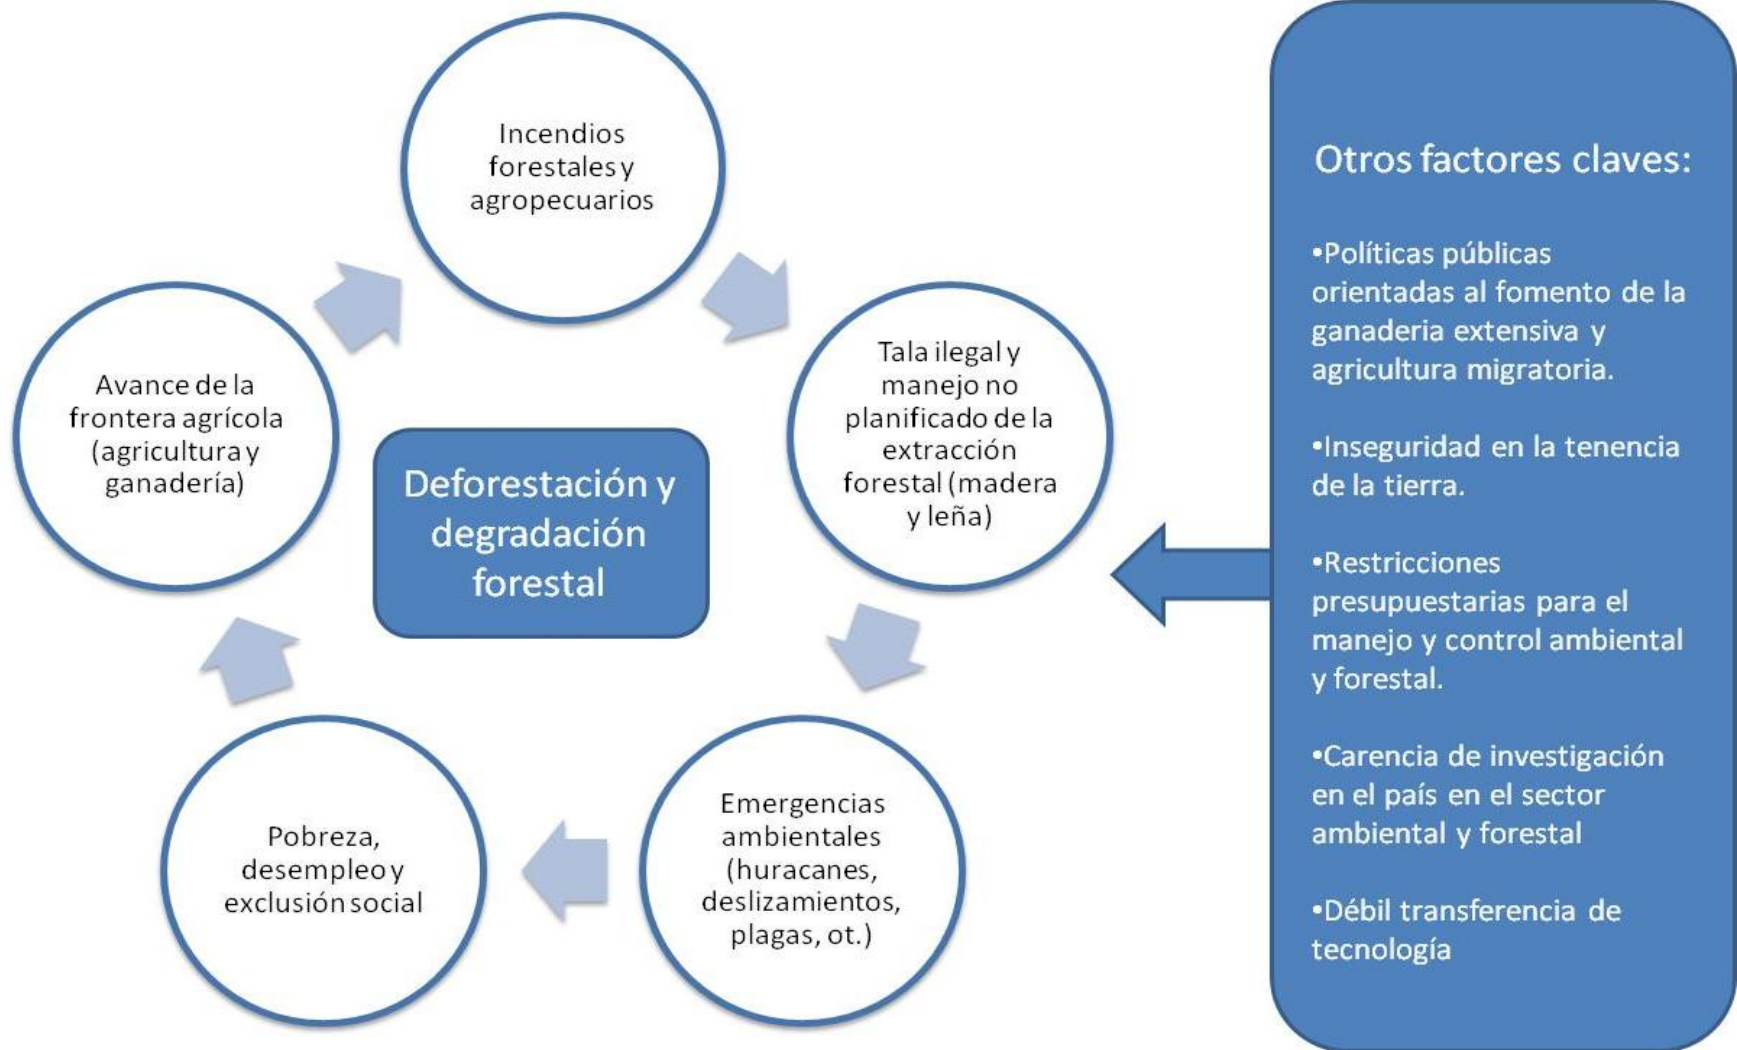 Incendios
forestales y
agropecuarios
Tala ilegal y
manejo no
planificado de la
extracción
forestal (madera
y leña)
Emergencias
ambientales
(huracanes,
deslizamientos,
plagas, ot.)
Pobreza,
desempleo y
exclusión social
Avance de la
frontera agrícola
(agricultura y
ganadería)
Deforestación y
degradación
forestal
Otros factores claves:
•Políticas públicas
orientadas al fomento de la
ganaderia extensiva y
agricultura migratoria.
•Inseguridad en la tenencia
de la tierra.
•Restricciones
presupuestarias para el
manejo y control ambiental
y forestal.
•Carencia de investigación
en el país en el sector
ambiental y forestal
•Débil transferencia de
tecnología